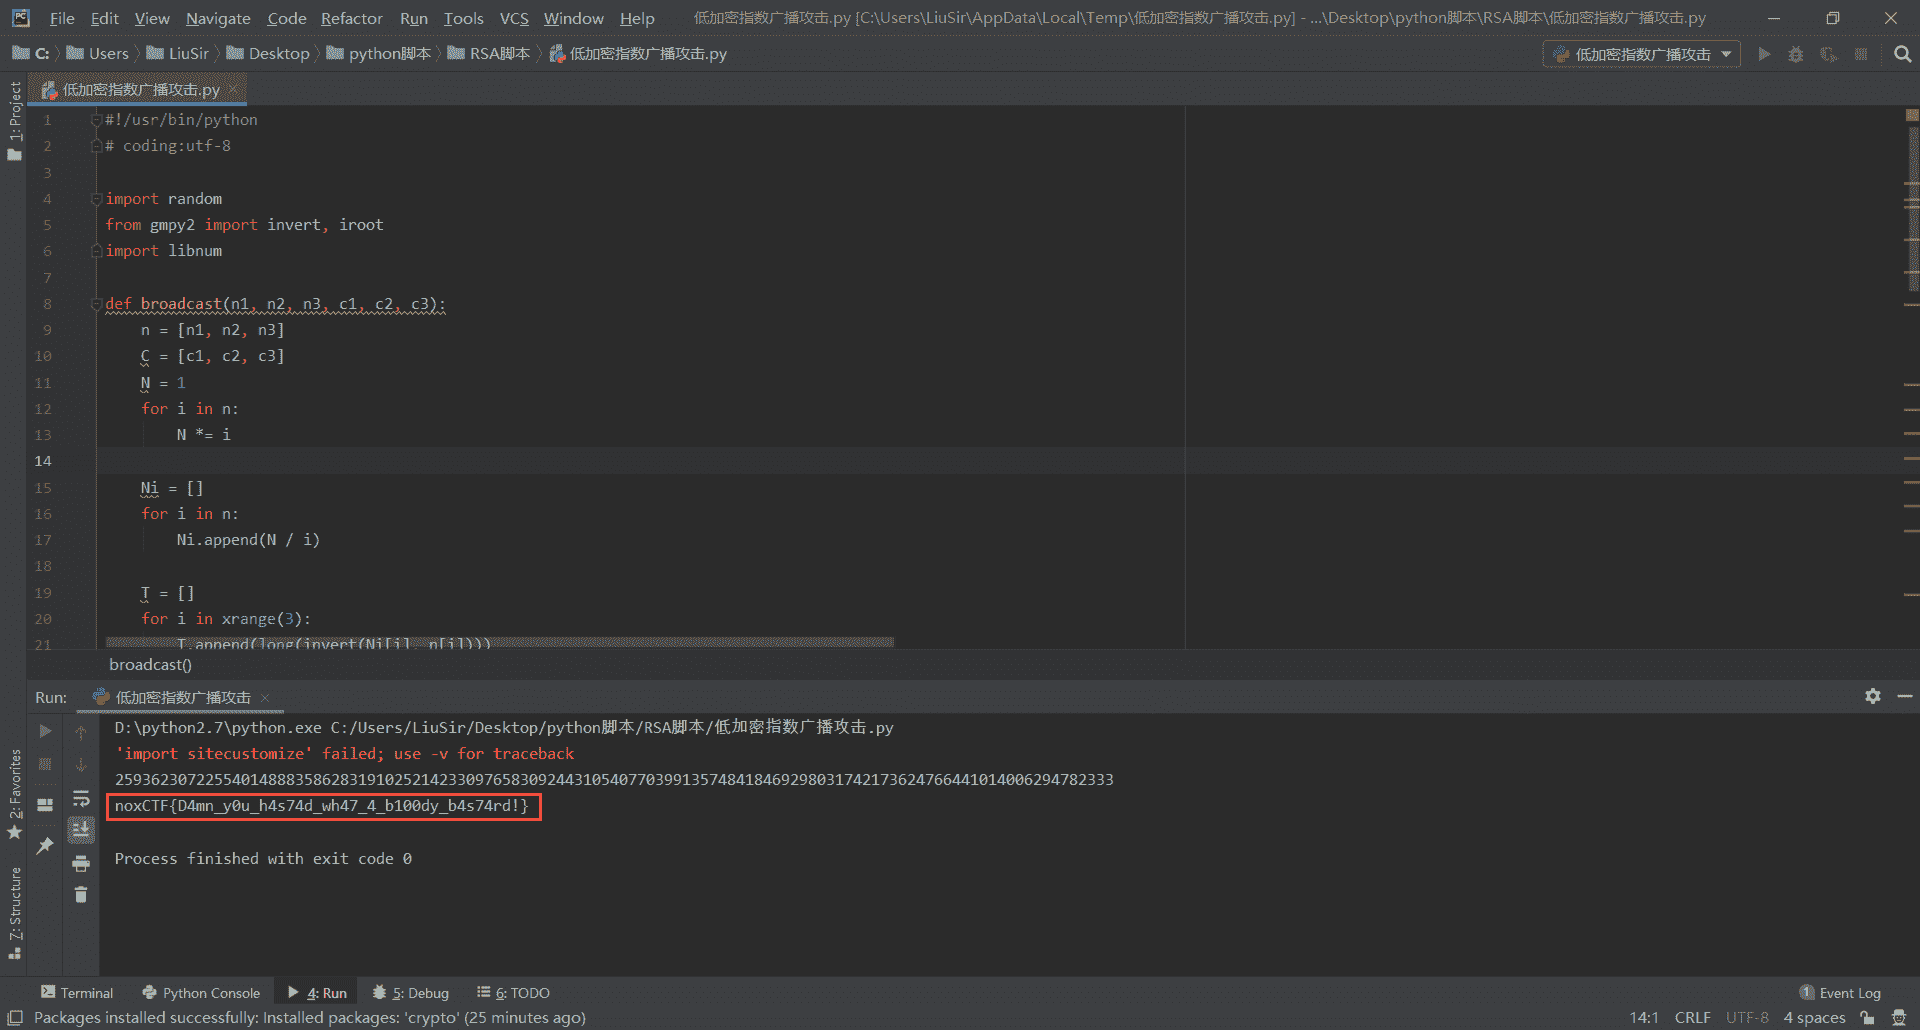 File Edit View Navigate Code Refactor Run Tools VCS Window Help 低加密指数广播攻击.py [C:\Users\LiuSir\AppData\Local\Temp\低加密指数广播攻击.py] - ...\Desktop\python脚本\RSA脚本\低加密指数广播攻击.py
C: Users LiuSir Desktop python脚本 RSA脚本 低加密指数广播攻击.py 低加密指数广播攻击
1: Project
低加密指数广播攻击.py
1 #!/usr/bin/python
2 # coding:utf-8
3
4 import random
5 from gmpy2 import invert, iroot
6 import libnum
7
8 def broadcast(n1, n2, n3, c1, c2, c3):
9 n = [n1, n2, n3]
10 C = [c1, c2, c3]
11 N = 1
12 for i in n:
13 N *= i
14
15 Ni = []
16 for i in n:
17 Ni.append(N / i)
18
19 T = []
20 for i in xrange(3):
21 T.append(long(invert(Ni[i], n[i])))
broadcast()
Run: 低加密指数广播攻击
D:\python2.7\python.exe C:/Users/LiuSir/Desktop/python脚本/RSA脚本/低加密指数广播攻击.py
'import sitecustomize' failed; use -v for traceback
25936230722554014888358628319102521423309765830924431054077039913574841846929803174217362476644101400629478​2333
noxCTF{D4mn_y0u_h4s74d_wh47_4_b100dy_b4s74rd!}
Process finished with exit code 0
2: Favorites
7: Structure
Terminal Python Console 4: Run 5: Debug 6: TODO 1 Event Log
Packages installed successfully: Installed packages: 'crypto' (25 minutes ago) 14:1 CRLF UTF-8 4 spaces